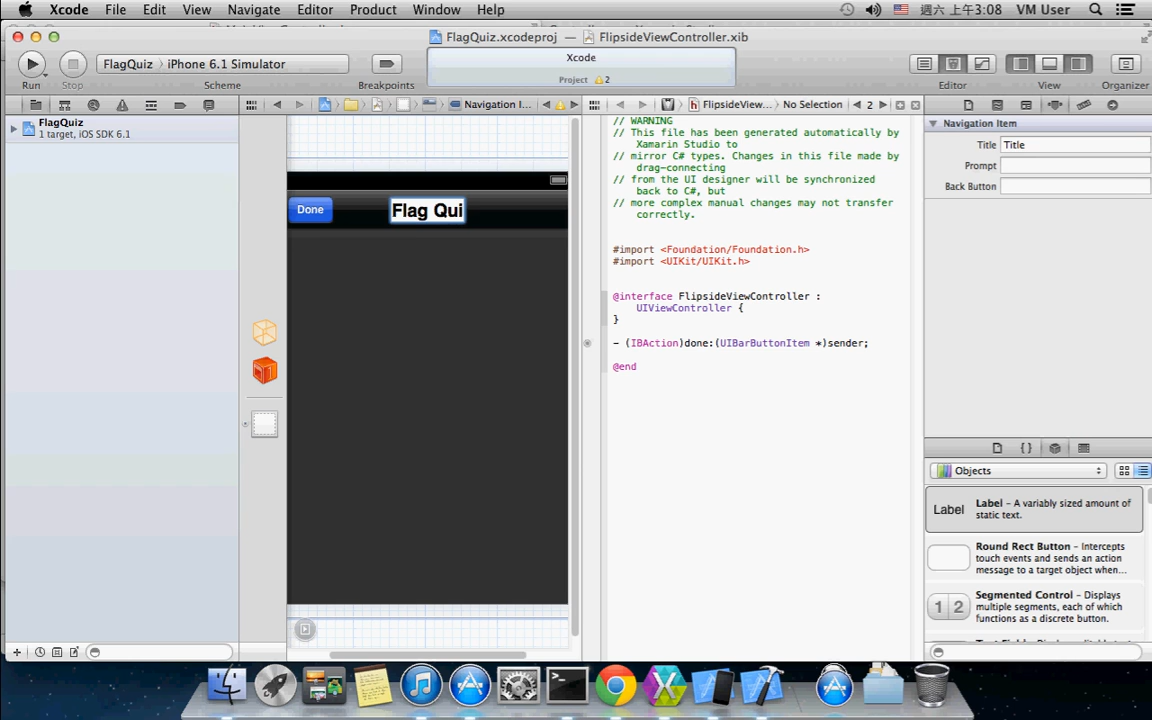 Xcode File Edit View Navigate Editor Product Window Help 週六 上午3:08 VM User
FlagQuiz.xcodeproj — FlipsideViewController.xib
FlagQuiz 〉 iPhone 6.1 Simulator
Xcode
Project 2
Run Stop Scheme Breakpoints Editor View Organizer
Navigation I...
FlipsideView... No Selection 2
FlagQuiz
1 target, iOS SDK 6.1
Done
Flag Qui
// WARNING
// This file has been generated automatically by
Xamarin Studio to
// mirror C# types. Changes in this file made by
drag-connecting
// from the UI designer will be synchronized
back to C#, but
// more complex manual changes may not transfer
correctly.
#import <Foundation/Foundation.h>
#import <UIKit/UIKit.h>
@interface FlipsideViewController :
UIViewController {
}
- (IBAction)done:(UIBarButtonItem *)sender;
@end
Navigation Item
Title Title
Prompt
Back Button
Objects
Label
Label – A variably sized amount of
static text.
Round Rect Button – Intercepts
touch events and sends an action
message to a target object when...
1 2
Segmented Control – Displays
multiple segments, each of which
functions as a discrete button.